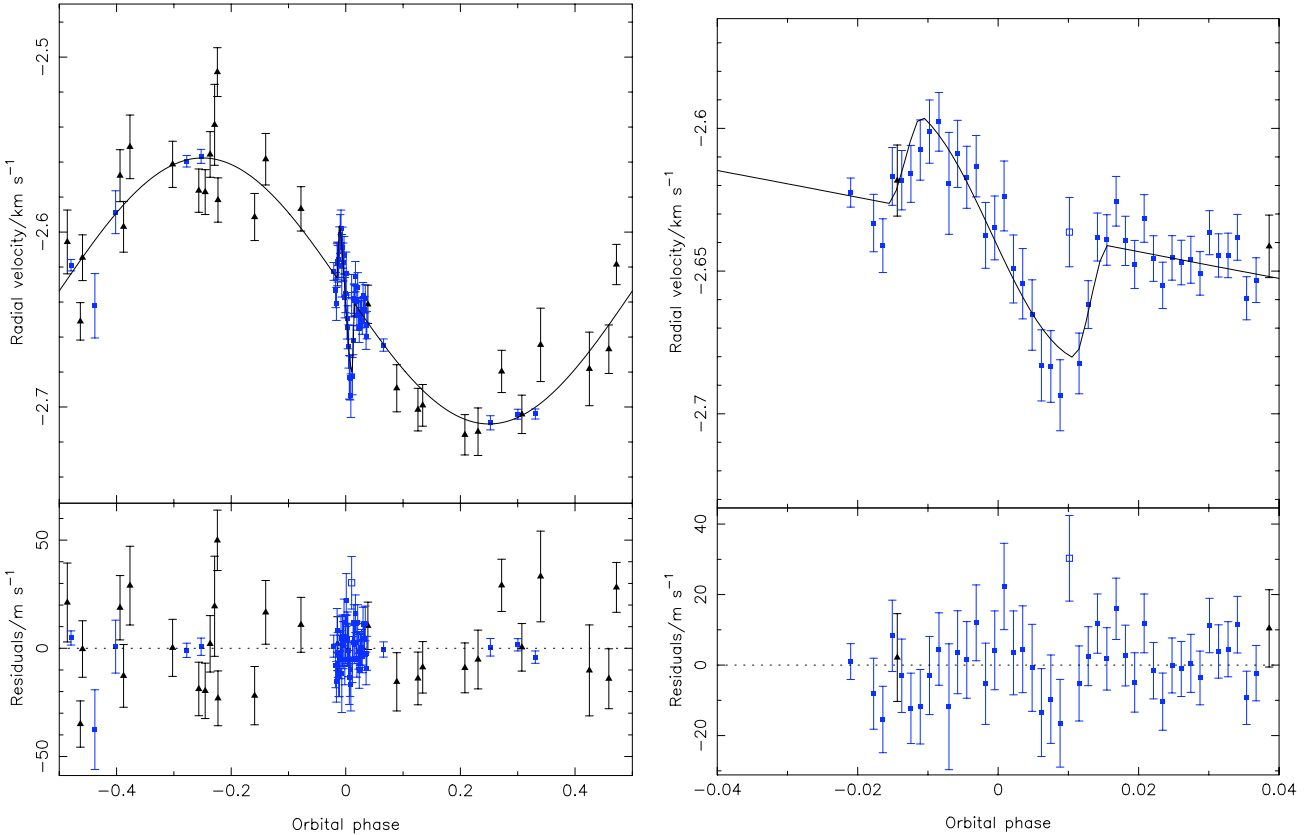 Radial velocity/km s⁻¹
−2.5
−2.6
−2.7
Residuals/m s⁻¹
50
0
−50
−0.4 −0.2 0 0.2 0.4
Orbital phase
Radial velocity/km s⁻¹
−2.6
−2.65
−2.7
Residuals/m s⁻¹
40
20
0
−20
−0.04 −0.02 0 0.02 0.04
Orbital phase